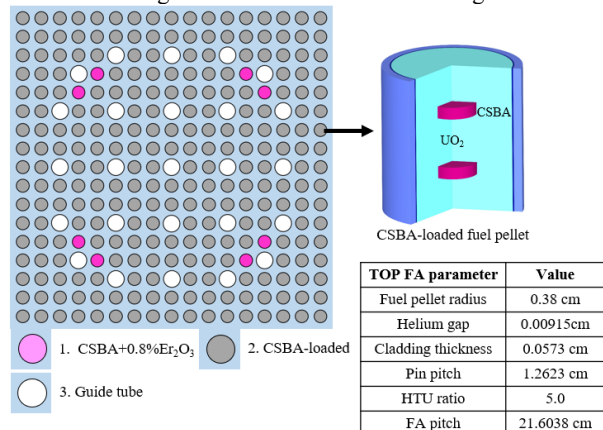 CSBA
UO2
CSBA-loaded fuel pellet
TOP FA parameter Value
Fuel pellet radius 0.38 cm
Helium gap 0.00915cm
Cladding thickness 0.0573 cm
Pin pitch 1.2623 cm
HTU ratio 5.0
FA pitch 21.6038 cm
1. CSBA+0.8%Er2O3
2. CSBA-loaded
3. Guide tube